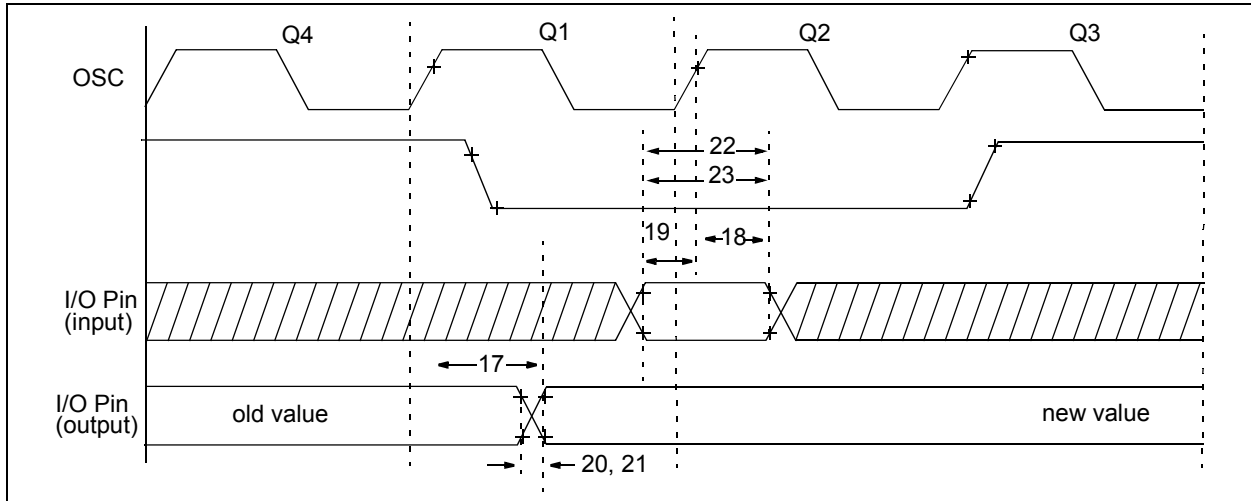 Q4
Q1
Q2
Q3
OSC
22
23
19
18
I/O Pin
(input)
17
I/O Pin
(output)
old value
new value
20, 21